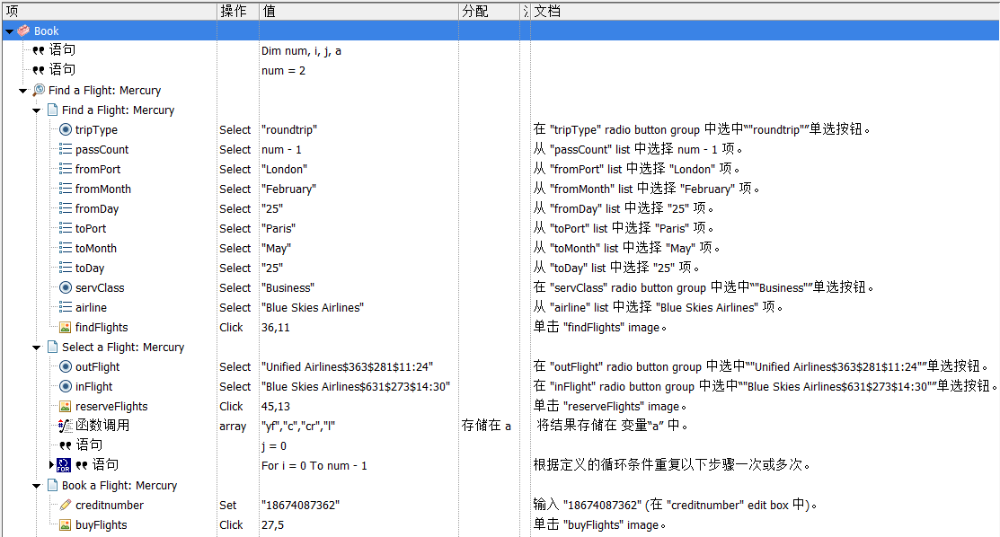 项 操作 值 分配 文档
Book
语句 Dim num, i, j, a
语句 num = 2
Find a Flight: Mercury
Find a Flight: Mercury
tripType Select "roundtrip" 在 "tripType" radio button group 中选中“"roundtrip"”单选按钮。
passCount Select num - 1 从 "passCount" list 中选择 num - 1 项。
fromPort Select "London" 从 "fromPort" list 中选择 "London" 项。
fromMonth Select "February" 从 "fromMonth" list 中选择 "February" 项。
fromDay Select "25" 从 "fromDay" list 中选择 "25" 项。
toPort Select "Paris" 从 "toPort" list 中选择 "Paris" 项。
toMonth Select "May" 从 "toMonth" list 中选择 "May" 项。
toDay Select "25" 从 "toDay" list 中选择 "25" 项。
servClass Select "Business" 在 "servClass" radio button group 中选中“"Business"”单选按钮。
airline Select "Blue Skies Airlines" 从 "airline" list 中选择 "Blue Skies Airlines" 项。
findFlights Click 36,11 单击 "findFlights" image。
Select a Flight: Mercury
outFlight Select "Unified Airlines$363$281$11:24" 在 "outFlight" radio button group 中选中“"Unified Airlines$363$281$11:24"”单选按钮。
inFlight Select "Blue Skies Airlines$631$273$14:30" 在 "inFlight" radio button group 中选中“"Blue Skies Airlines$631$273$14:30"”单选按钮。
reserveFlights Click 45,13 单击 "reserveFlights" image。
函数调用 array "yf","c","cr","l" 存储在 a 将结果存储在 变量“a” 中。
语句 j = 0
FOR 语句 For i = 0 To num - 1 根据定义的循环条件重复以下步骤一次或多次。
Book a Flight: Mercury
creditnumber Set "18674087362" 输入 "18674087362" (在 "creditnumber" edit box 中)。
buyFlights Click 27,5 单击 "buyFlights" image。